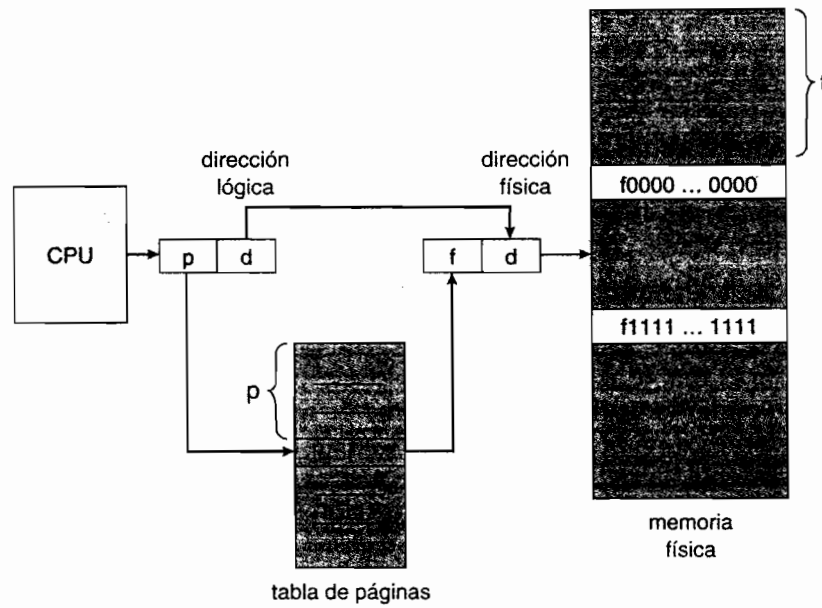 f
dirección
lógica
dirección
física
f0000 ... 0000
CPU
p
d
f
d
f1111 ... 1111
p
memoria
física
tabla de páginas